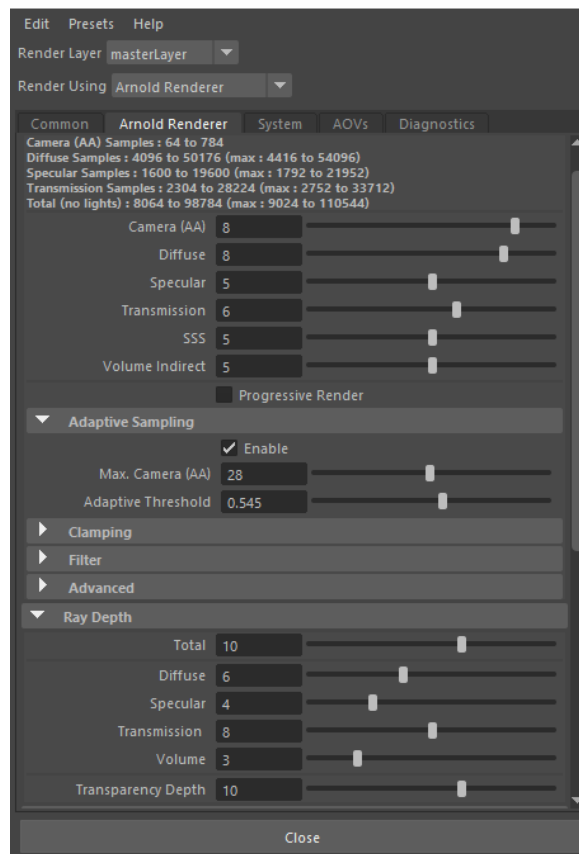 Edit Presets Help
Render Layer masterLayer
Render Using Arnold Renderer
Common Arnold Renderer System AOVs Diagnostics
Camera (AA) Samples : 64 to 784
Diffuse Samples : 4096 to 50176 (max : 4416 to 54096)
Specular Samples : 1600 to 19600 (max : 1792 to 21952)
Transmission Samples : 2304 to 28224 (max : 2752 to 33712)
Total (no lights) : 8064 to 98784 (max : 9024 to 110544)
Camera (AA) 8
Diffuse 8
Specular 5
Transmission 6
SSS 5
Volume Indirect 5
Progressive Render
Adaptive Sampling
Enable
Max. Camera (AA) 28
Adaptive Threshold 0.545
Clamping
Filter
Advanced
Ray Depth
Total 10
Diffuse 6
Specular 4
Transmission 8
Volume 3
Transparency Depth 10
Close